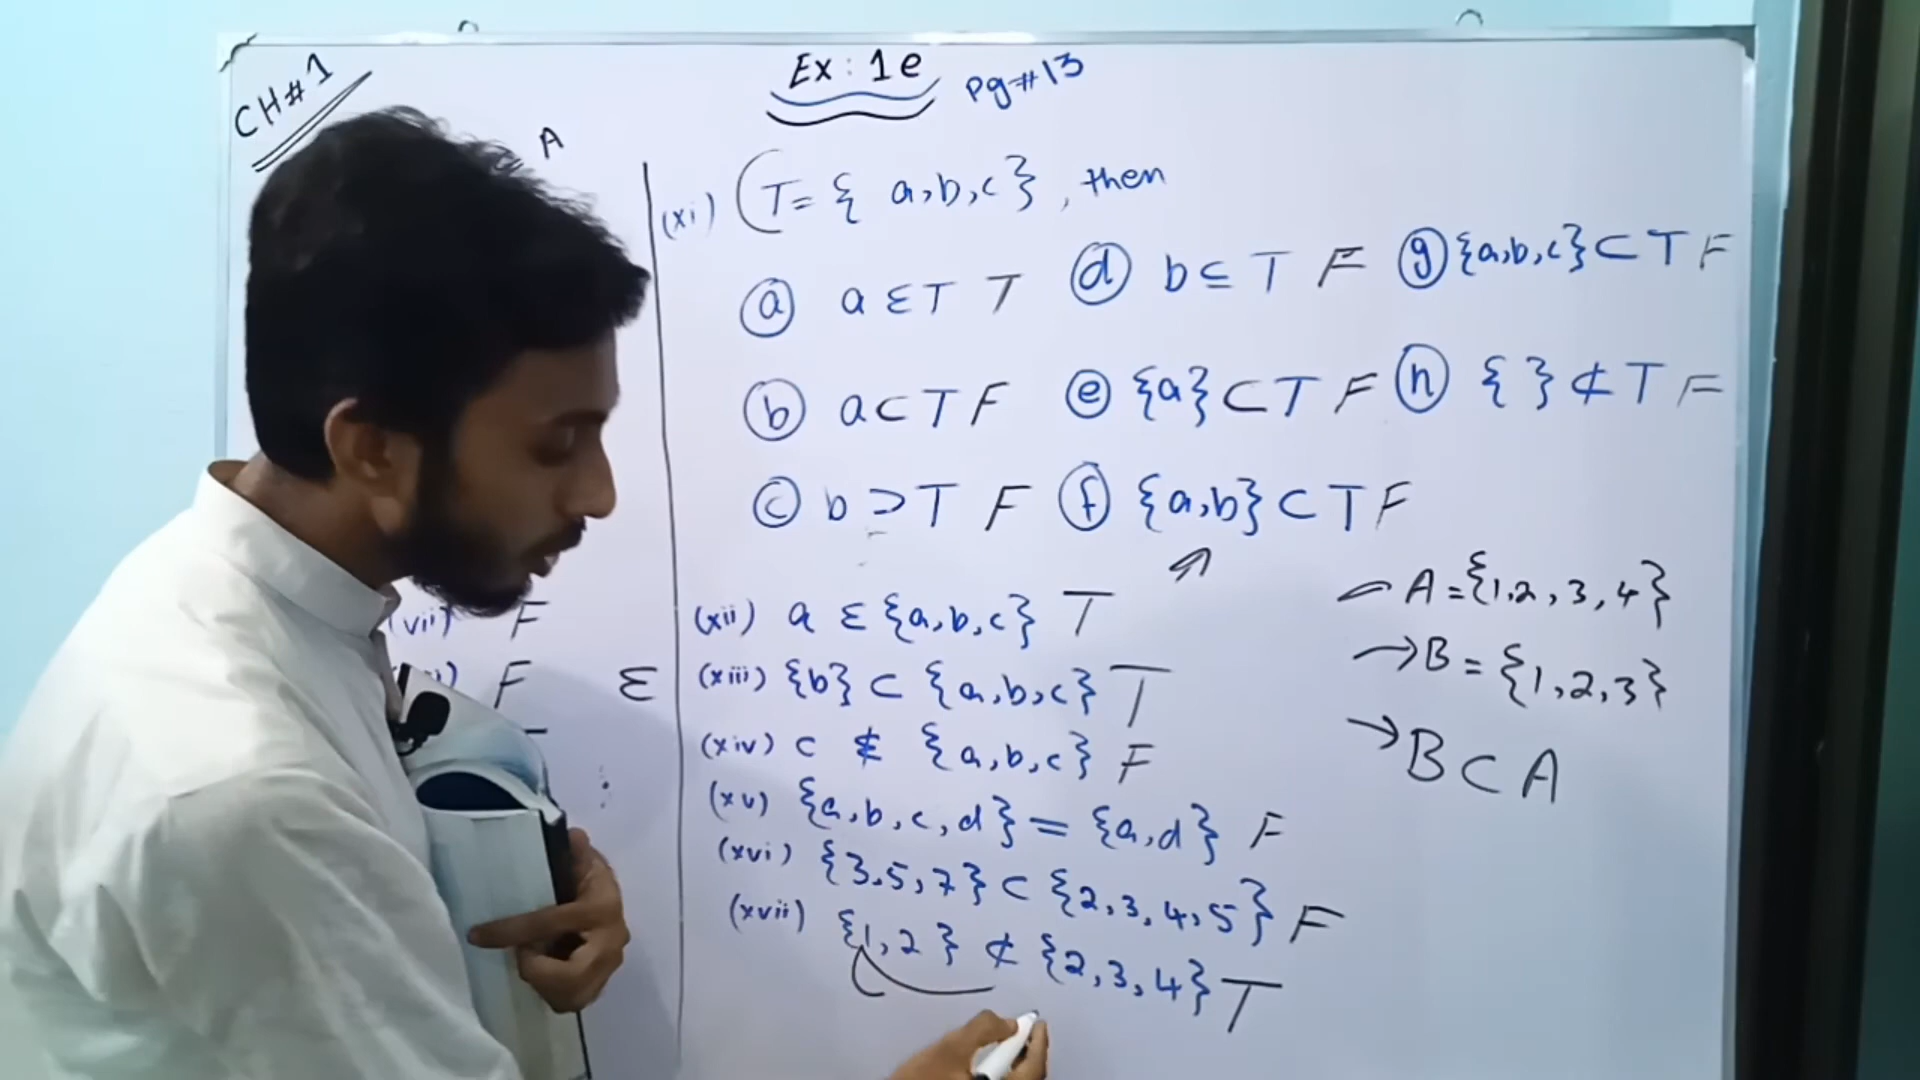 CH#1
Ex: 1e
Pg#13
A
(xi) T = { a, b, c }, then
ⓐ a ∈ T T
ⓑ a ⊂ T F
ⓒ b ⊃ T F
ⓓ b ⊆ T F
ⓔ {a} ⊂ T F
ⓕ {a,b} ⊂ T F
ⓖ {a,b,c} ⊂ T F
ⓗ { } ⊄ T F
(vii) F
F
∈
(xii) a ∈ {a, b, c} T
(xiii) {b} ⊂ {a, b, c} T
(xiv) c ∉ {a, b, c} F
(xv) {a, b, c, d} = {a, d} F
(xvi) {3, 5, 7} ⊂ {2, 3, 4, 5} F
(xvii) {1, 2} ⊄ {2, 3, 4} T
A = {1, 2, 3, 4}
→ B = {1, 2, 3}
→ B ⊂ A